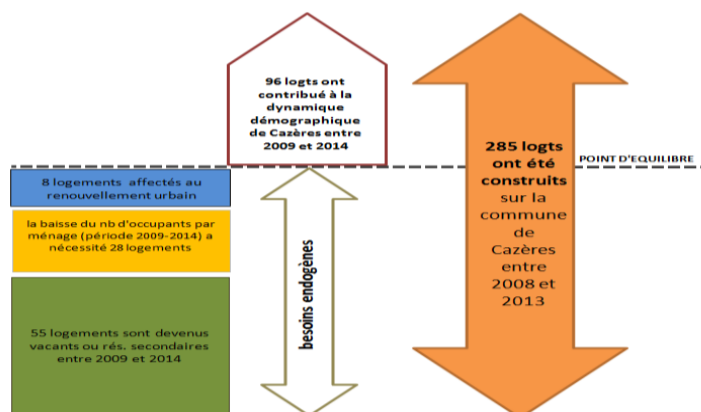 96 logts ont
contribué à la
dynamique
démographique
de Cazères entre
2009 et 2014
285 logts
ont été
construits
sur la
commune
de
Cazères
entre
2008 et
2013
POINT D'EQUILIBRE
8 logements affectés au
renouvellement urbain
la baisse du nb d'occupants par
ménage (période 2009-2014) a
nécessité 28 logements
55 logements sont devenus
vacants ou rés. secondaires
entre 2009 et 2014
besoins endogènes